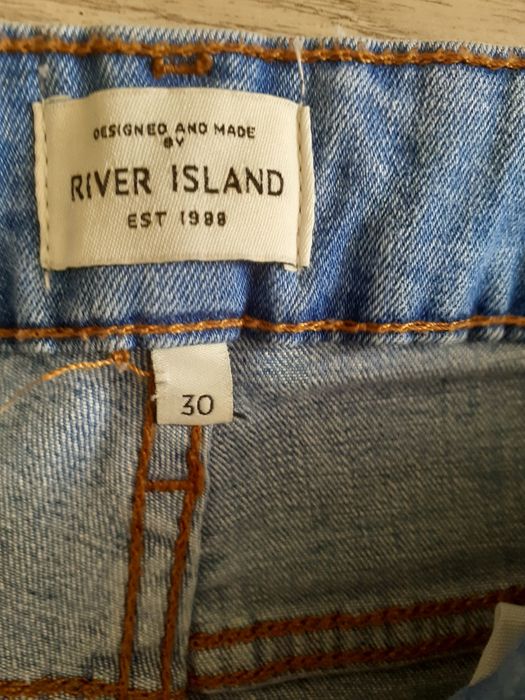 DESIGNED AND MADE
BY
RIVER ISLAND
EST 1988
30